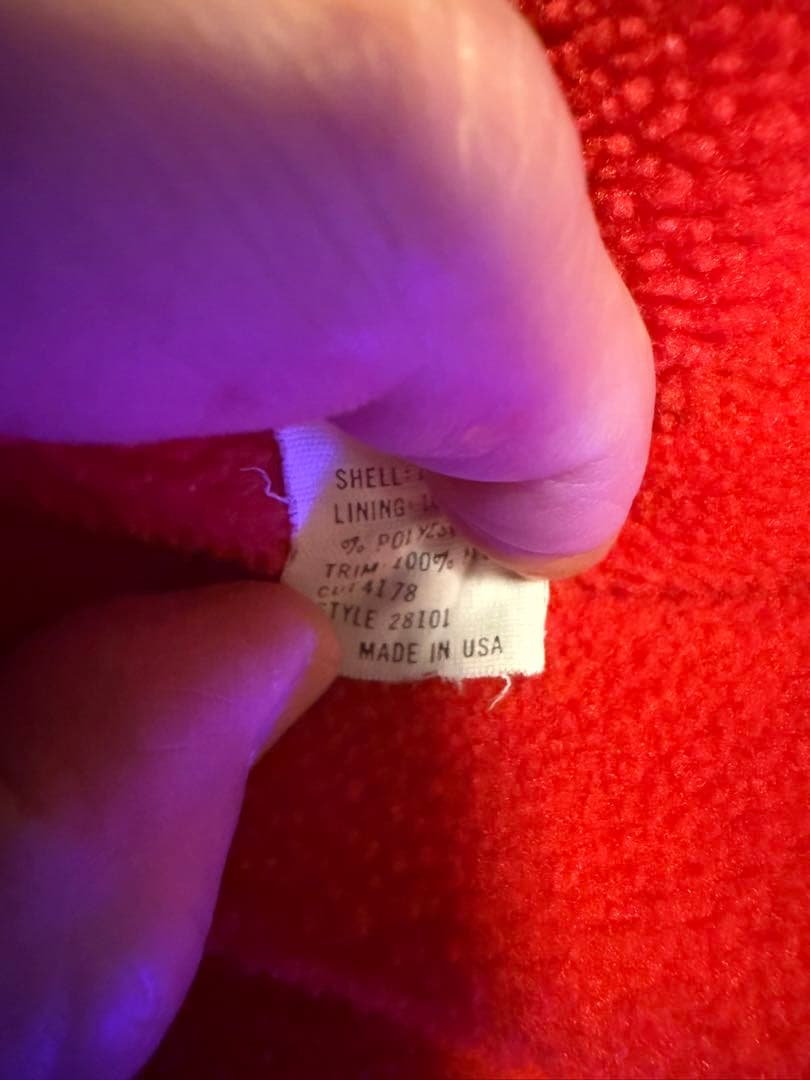 SHELL:
LINING
% POLYES
TRIM 100% N
CUT 4178
STYLE 28101
MADE IN USA